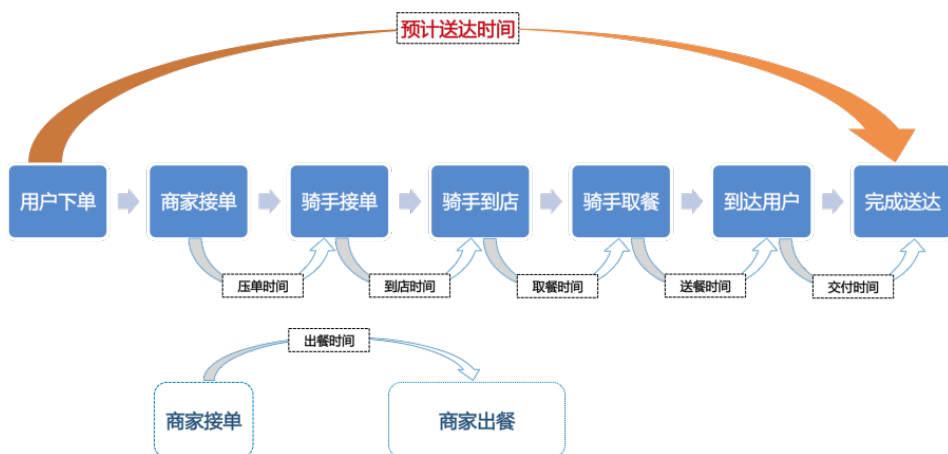 预计送达时间
用户下单
商家接单
骑手接单
骑手到店
骑手取餐
到达用户
完成送达
压单时间
到店时间
取餐时间
送餐时间
交付时间
出餐时间
商家接单
商家出餐